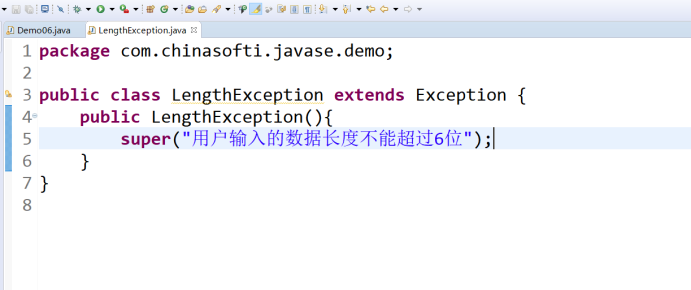 Demo06.java LengthException.java
1 package com.chinasofti.javase.demo;
2
3 public class LengthException extends Exception {
4 public LengthException(){
5 super("用户输入的数据长度不能超过6位");
6 }
7 }
8